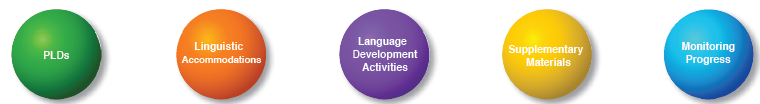 PLDs
Linguistic
Accommodations
Language
Development
Activities
Supplementary
Materials
Monitoring
Progress